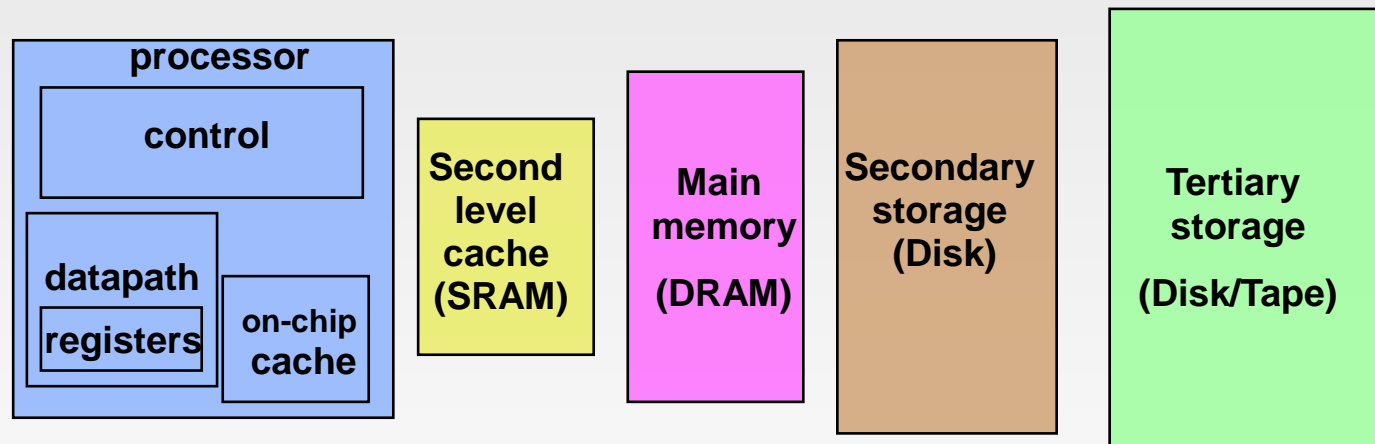 processor
control
datapath
registers
on-chip
cache
Second
level
cache
(SRAM)
Main
memory
(DRAM)
Secondary
storage
(Disk)
Tertiary
storage
(Disk/Tape)